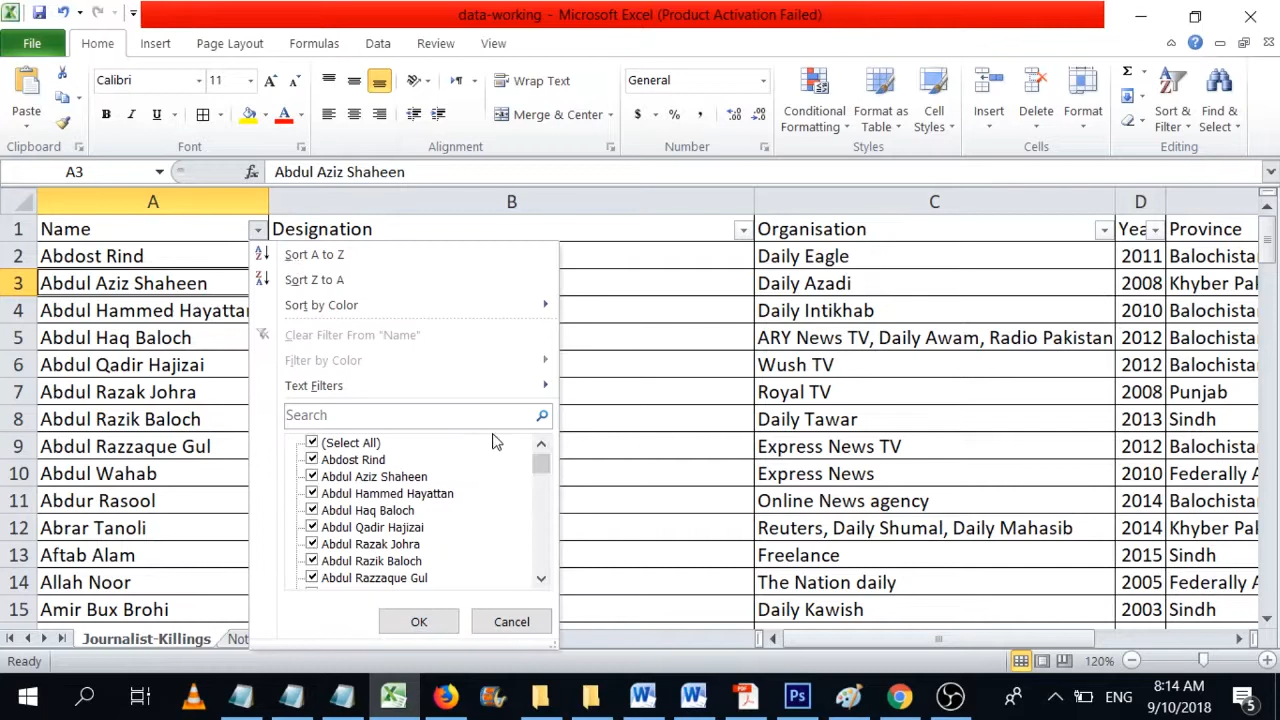 data-working - Microsoft Excel (Product Activation Failed)
File Home Insert Page Layout Formulas Data Review View
Calibri 11 Wrap Text General
Paste Merge & Center Conditional Formatting Format as Table Cell Styles Insert Delete Format Sort & Filter Find & Select
Clipboard Font Alignment Number Styles Cells Editing
A3 fx Abdul Aziz Shaheen
A B C D
1 Name Designation Organisation Yea Province
2 Abdost Rind Daily Eagle 2011 Balochista
3 Abdul Aziz Shaheen Daily Azadi 2008 Khyber Pa
4 Abdul Hammed Hayattan Daily Intikhab 2010 Balochista
5 Abdul Haq Baloch ARY News TV, Daily Awam, Radio Pakistan 2012 Balochista
6 Abdul Qadir Hajizai Wush TV 2012 Balochista
7 Abdul Razak Johra Royal TV 2008 Punjab
8 Abdul Razik Baloch Daily Tawar 2013 Sindh
9 Abdul Razzaque Gul Express News TV 2012 Balochista
10 Abdul Wahab Express News 2010 Federally
11 Abdur Rasool Online News agency 2014 Balochista
12 Abrar Tanoli Reuters, Daily Shumal, Daily Mahasib 2014 Khyber Pa
13 Aftab Alam Freelance 2015 Sindh
14 Allah Noor The Nation daily 2005 Federally
15 Amir Bux Brohi Daily Kawish 2003 Sindh
Sort A to Z
Sort Z to A
Sort by Color
Clear Filter From "Name"
Filter by Color
Text Filters
Search
(Select All)
Abdost Rind
Abdul Aziz Shaheen
Abdul Hammed Hayattan
Abdul Haq Baloch
Abdul Qadir Hajizai
Abdul Razak Johra
Abdul Razik Baloch
Abdul Razzaque Gul
OK Cancel
Journalist-Killings Not
Ready 120%
ENG 8:14 AM
9/10/2018 5